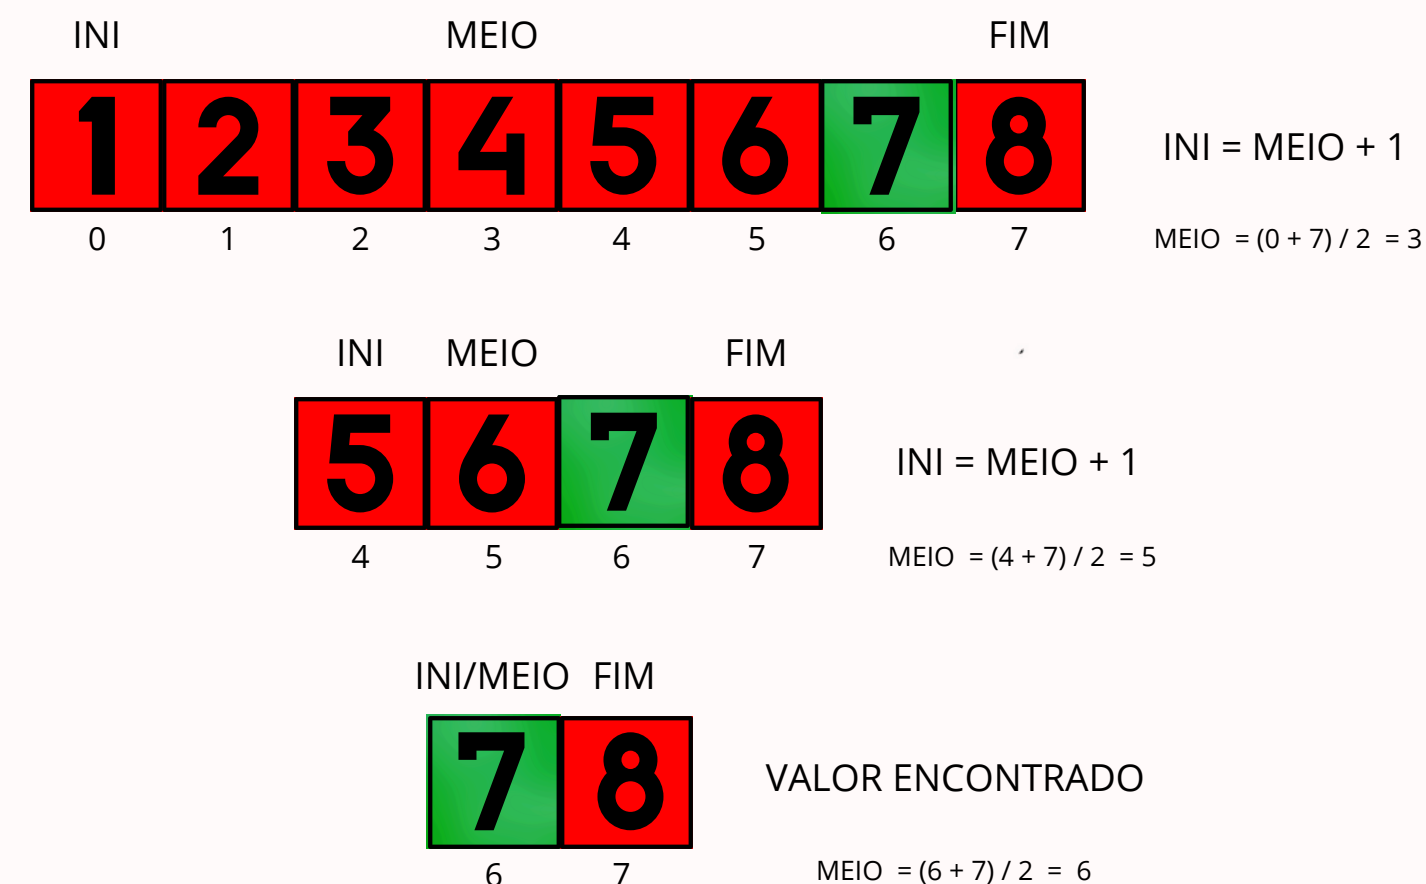 INI MEIO FIM
1 2 3 4 5 6 7 8
INI = MEIO + 1
0 1 2 3 4 5 6 7
MEIO = (0 + 7) / 2 = 3
INI MEIO FIM
5 6 7 8
INI = MEIO + 1
4 5 6 7
MEIO = (4 + 7) / 2 = 5
INI/MEIO FIM
7 8
VALOR ENCONTRADO
6 7
MEIO = (6 + 7) / 2 = 6